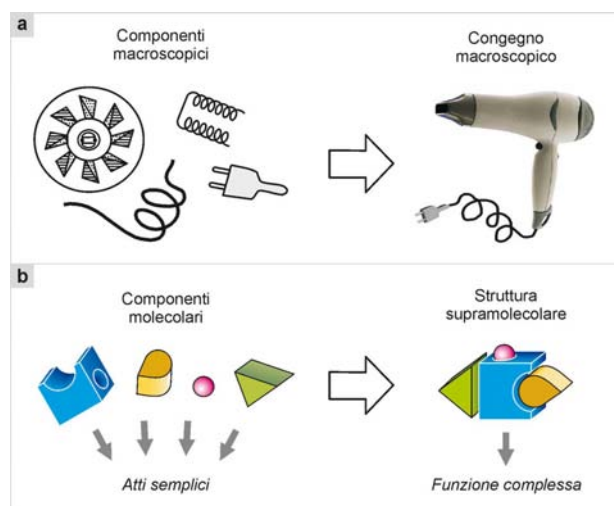 a
Componenti
macroscopici
Congegno
macroscopico
b
Componenti
molecolari
Struttura
supramolecolare
Atti semplici
Funzione complessa